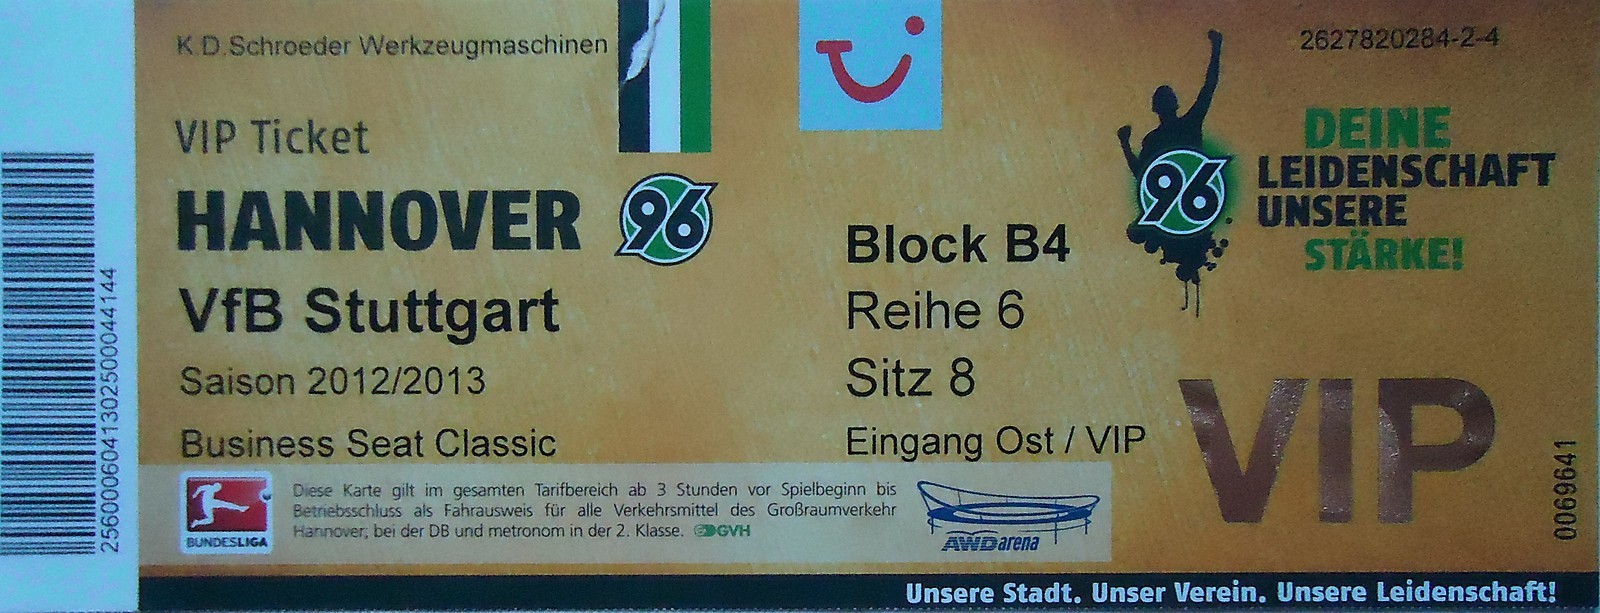 K.D.Schroeder Werkzeugmaschinen
VIP Ticket
HANNOVER 96
VfB Stuttgart
Saison 2012/2013
Business Seat Classic
Block B4
Reihe 6
Sitz 8
Eingang Ost / VIP
2627820284-2-4
96
DEINE
LEIDENSCHAFT
UNSERE
STÄRKE!
VIP
0069641
2560006041302500044144
BUNDESLIGA
Diese Karte gilt im gesamten Tarifbereich ab 3 Stunden vor Spielbeginn bis
Betriebsschluss als Fahrausweis für alle Verkehrsmittel des Großraumverkehr
Hannover; bei der DB und metronom in der 2. Klasse. GVH
AWDarena
Unsere Stadt. Unser Verein. Unsere Leidenschaft!